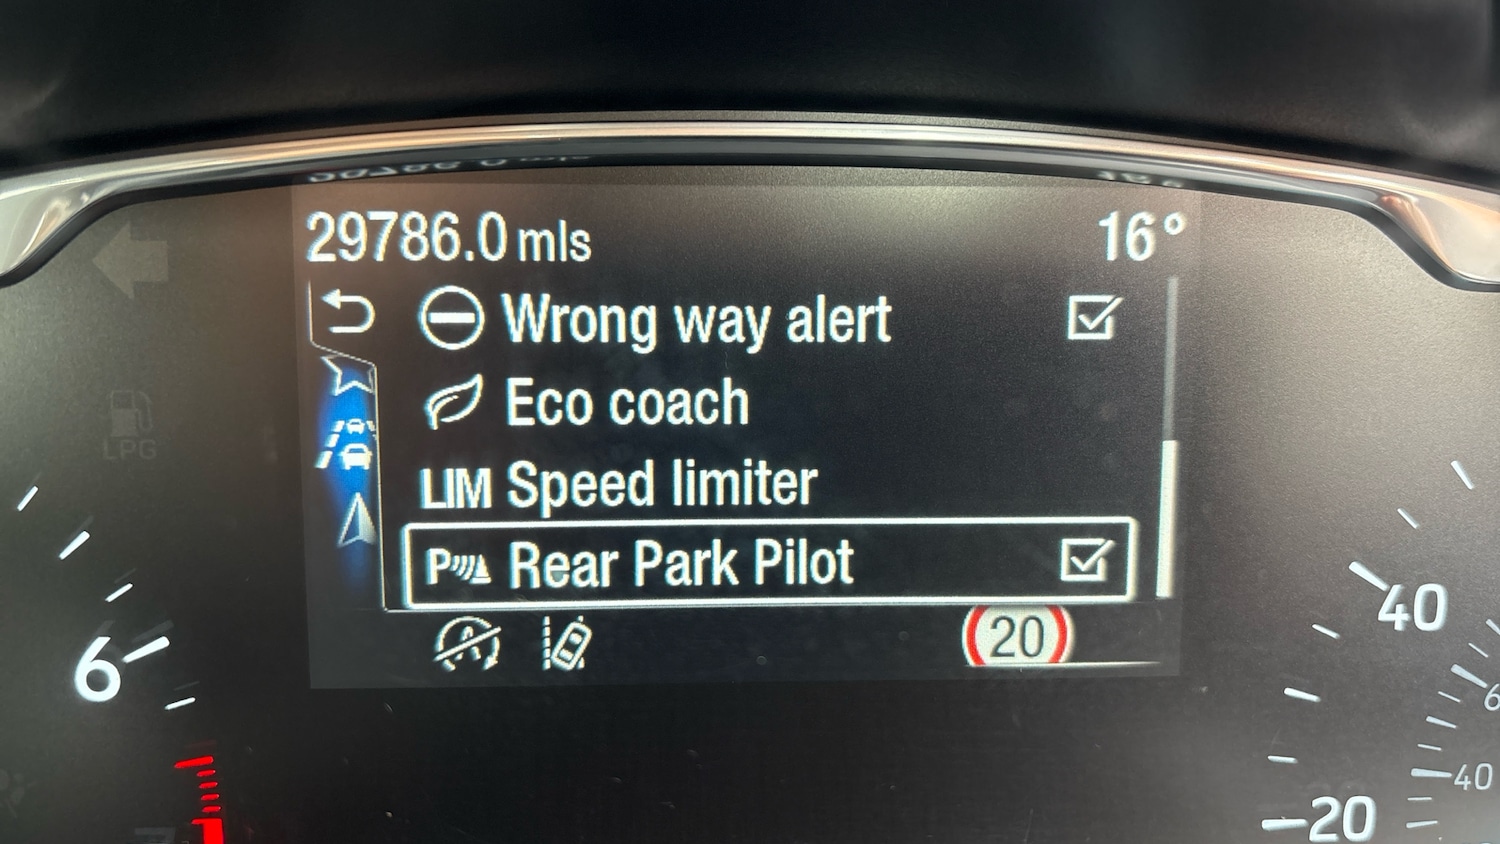 29786.0 mls 16°
Wrong way alert
Eco coach
LIM Speed limiter
P Rear Park Pilot
20
LPG
6
40
20
6
40